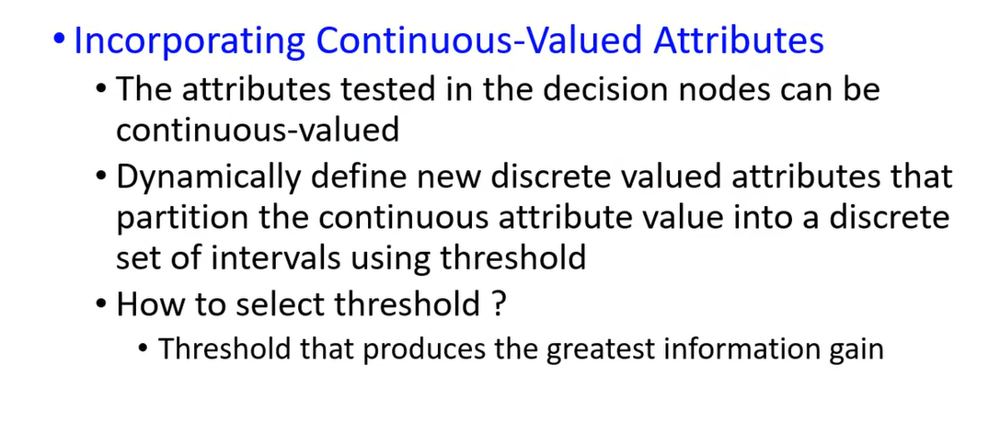 • Incorporating Continuous-Valued Attributes
• The attributes tested in the decision nodes can be
continuous-valued
• Dynamically define new discrete valued attributes that
partition the continuous attribute value into a discrete
set of intervals using threshold
• How to select threshold ?
• Threshold that produces the greatest information gain